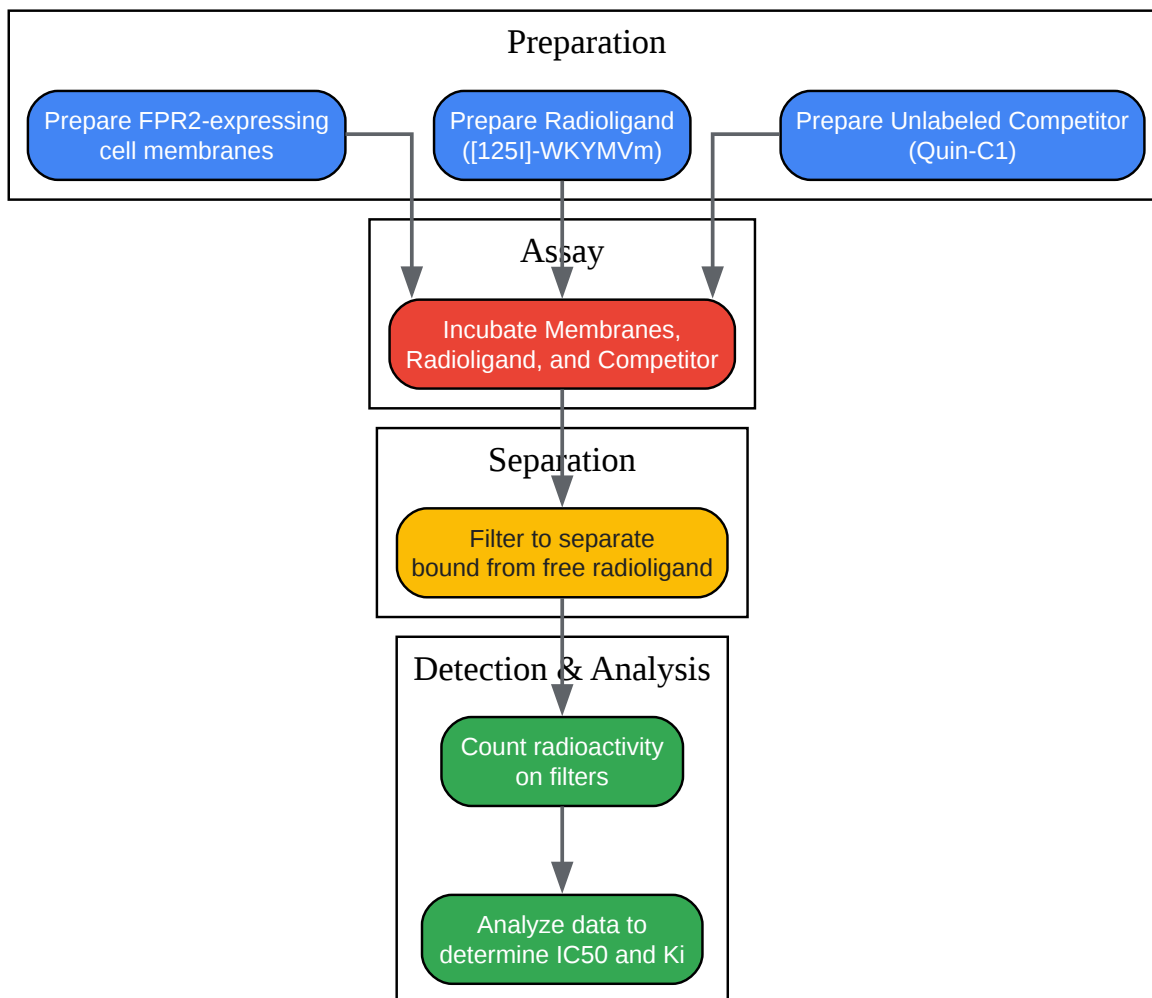 Preparation
Prepare FPR2-expressing
cell membranes
Prepare Radioligand
([125I]-WKYMVm)
Prepare Unlabeled Competitor
(Quin-C1)
Assay
Incubate Membranes,
Radioligand, and Competitor
Separation
Filter to separate
bound from free radioligand
Detection & Analysis
Count radioactivity
on filters
Analyze data to
determine IC50 and Ki